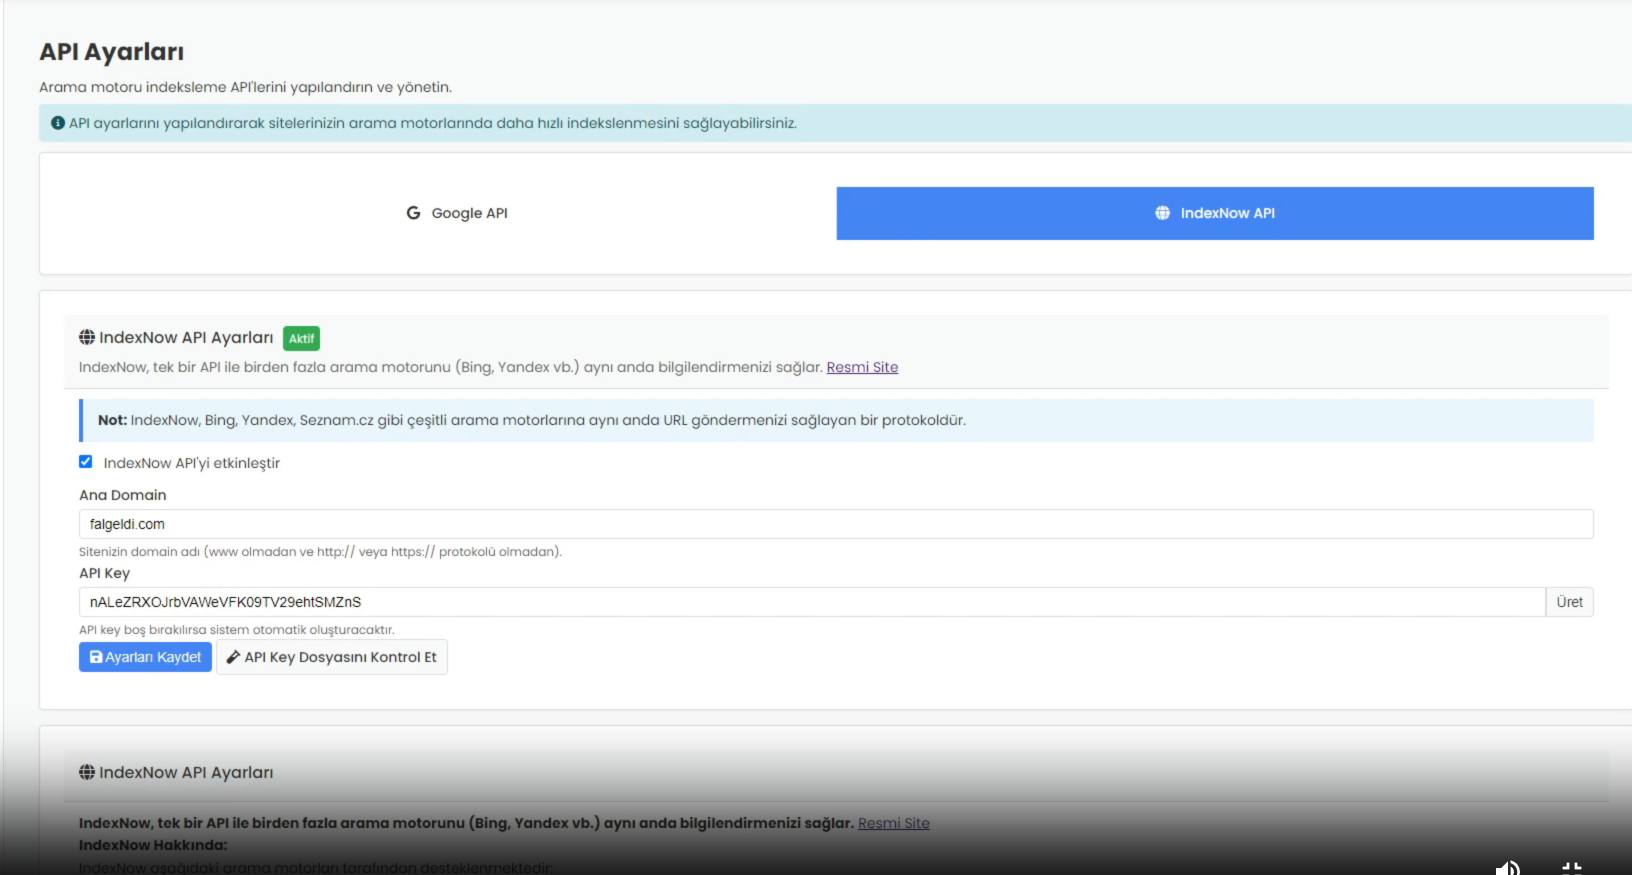 API Ayarları
Arama motoru indeksleme API'lerini yapılandırın ve yönetin.
API ayarlarını yapılandırarak sitelerinizin arama motorlarında daha hızlı indekslenmesini sağlayabilirsiniz.
Google API
IndexNow API
IndexNow API Ayarları Aktif
IndexNow, tek bir API ile birden fazla arama motorunu (Bing, Yandex vb.) aynı anda bilgilendirmenizi sağlar. Resmi Site
Not: IndexNow, Bing, Yandex, Seznam.cz gibi çeşitli arama motorlarına aynı anda URL göndermenizi sağlayan bir protokoldür.
IndexNow API'yi etkinleştir
Ana Domain
falgeldi.com
Sitenizin domain adı (www olmadan ve http:// veya https:// protokolü olmadan).
API Key
nALeZRXOJrbVAWeVFK09TV29ehtSMZnS
Üret
API key boş bırakılırsa sistem otomatik oluşturacaktır.
Ayarları Kaydet
API Key Dosyasını Kontrol Et
IndexNow API Ayarları
IndexNow, tek bir API ile birden fazla arama motorunu (Bing, Yandex vb.) aynı anda bilgilendirmenizi sağlar. Resmi Site
IndexNow Hakkında:
IndexNow aşağıdaki arama motorları tarafından desteklenmektedir: